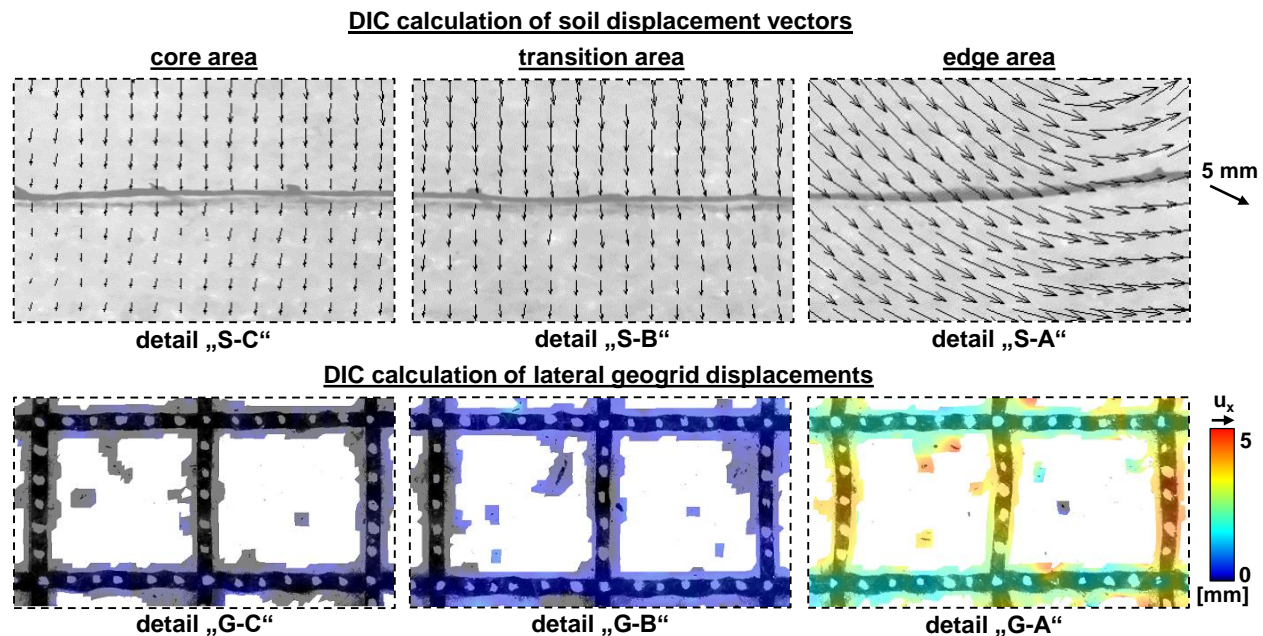 DIC calculation of soil displacement vectors
core area
transition area
edge area
5 mm
detail „S-C“
detail „S-B“
detail „S-A“
DIC calculation of lateral geogrid displacements
uₓ
5
0
[mm]
detail „G-C“
detail „G-B“
detail „G-A“